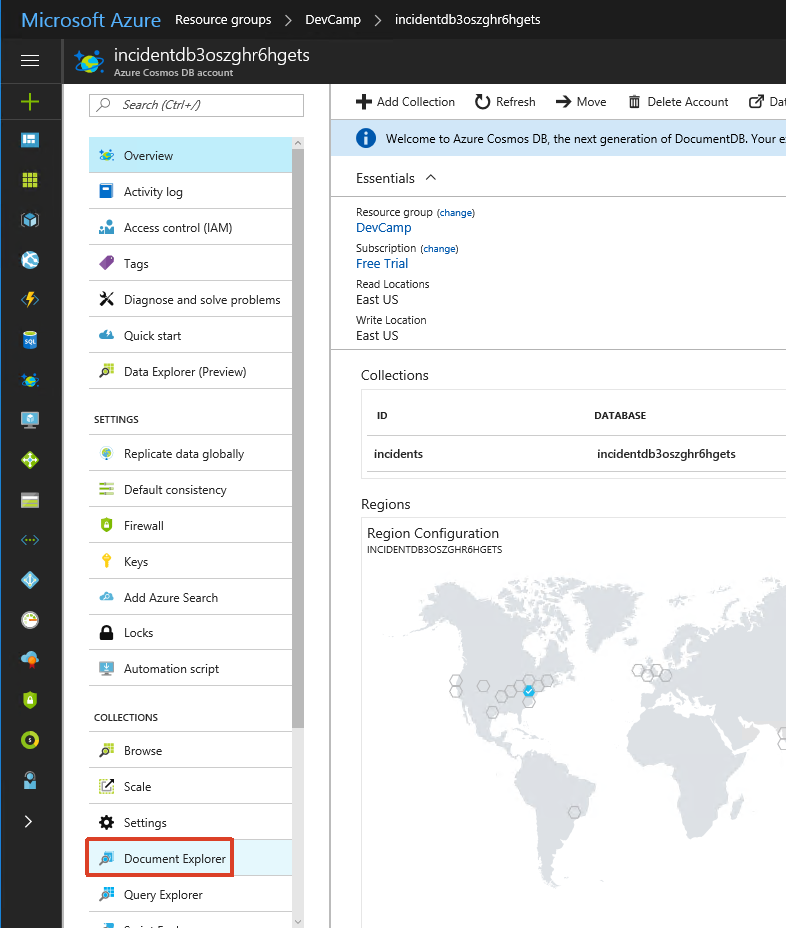 Microsoft Azure Resource groups > DevCamp > incidentdb3oszghr6hgets
incidentdb3oszghr6hgets
Azure Cosmos DB account
Search (Ctrl+/)
Overview
Activity log
Access control (IAM)
Tags
Diagnose and solve problems
Quick start
Data Explorer (Preview)
SETTINGS
Replicate data globally
Default consistency
Firewall
Keys
Add Azure Search
Locks
Automation script
COLLECTIONS
Browse
Scale
Settings
Document Explorer
Query Explorer
Add Collection Refresh Move Delete Account
Welcome to Azure Cosmos DB, the next generation of DocumentDB. Your
Essentials
Resource group (change)
DevCamp
Subscription (change)
Free Trial
Read Locations
East US
Write Location
East US
Collections
ID DATABASE
incidents incidentdb3oszghr6hgets
Regions
Region Configuration
INCIDENTDB3OSZGHR6HGETS
SQL